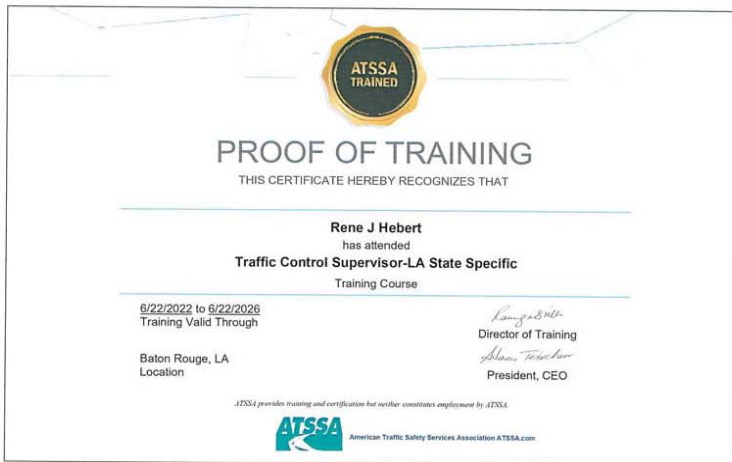 ATSSA
TRAINED
PROOF OF TRAINING
THIS CERTIFICATE HEREBY RECOGNIZES THAT
Rene J Hebert
has attended
Traffic Control Supervisor-LA State Specific
Training Course
6/22/2022 to 6/22/2026
Training Valid Through
Director of Training
Baton Rouge, LA
Location
President, CEO
ATSSA provides training and certification but neither constitutes employment by ATSSA.
ATSSA American Traffic Safety Services Association ATSSA.com